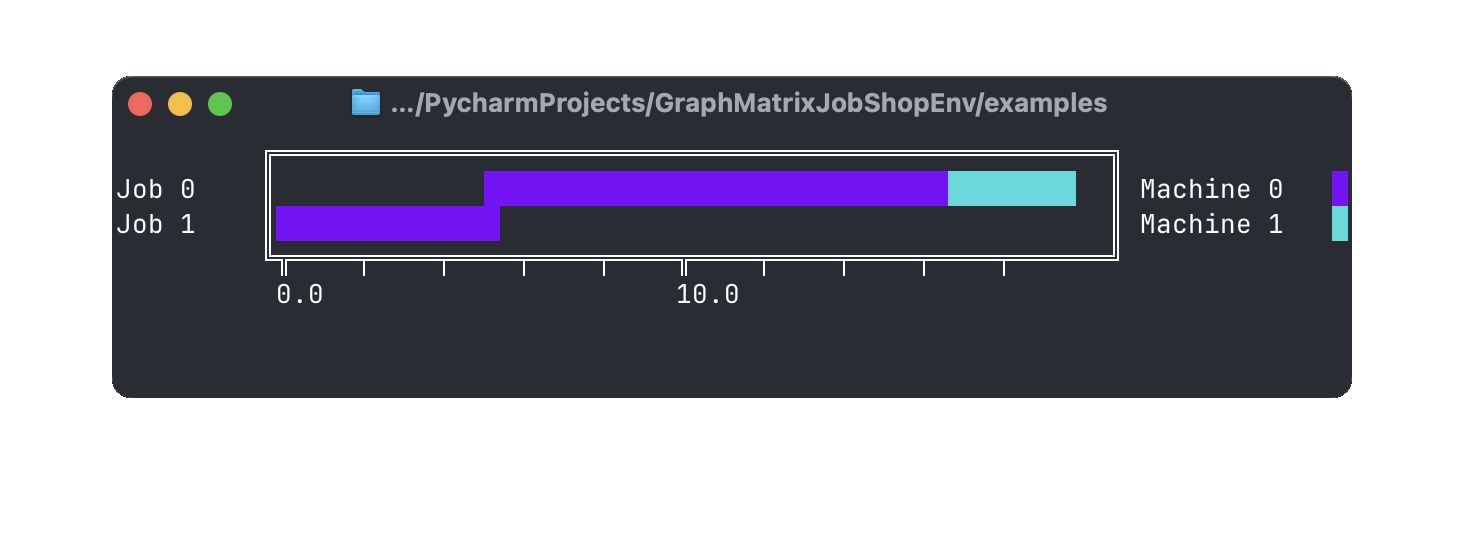 .../PycharmProjects/GraphMatrixJobShopEnv/examples
Job 0
Job 1
Machine 0
Machine 1
0.0 10.0